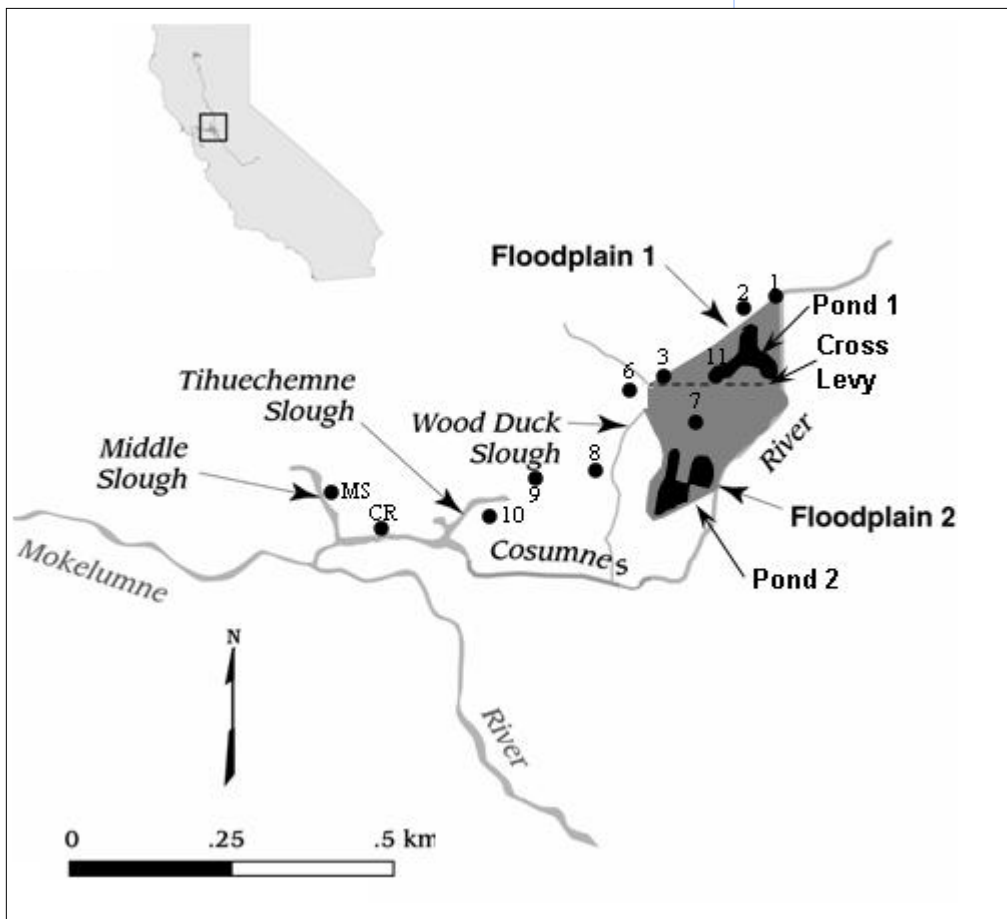 Floodplain 1
1
2
Pond 1
Cross
Levy
3
11
6
7
Tihuechemne
Slough
Wood Duck
Slough
River
Middle
Slough
8
9
MS
10
CR
Floodplain 2
Cosumnes
Pond 2
Mokelumne
River
N
0 .25 .5 km